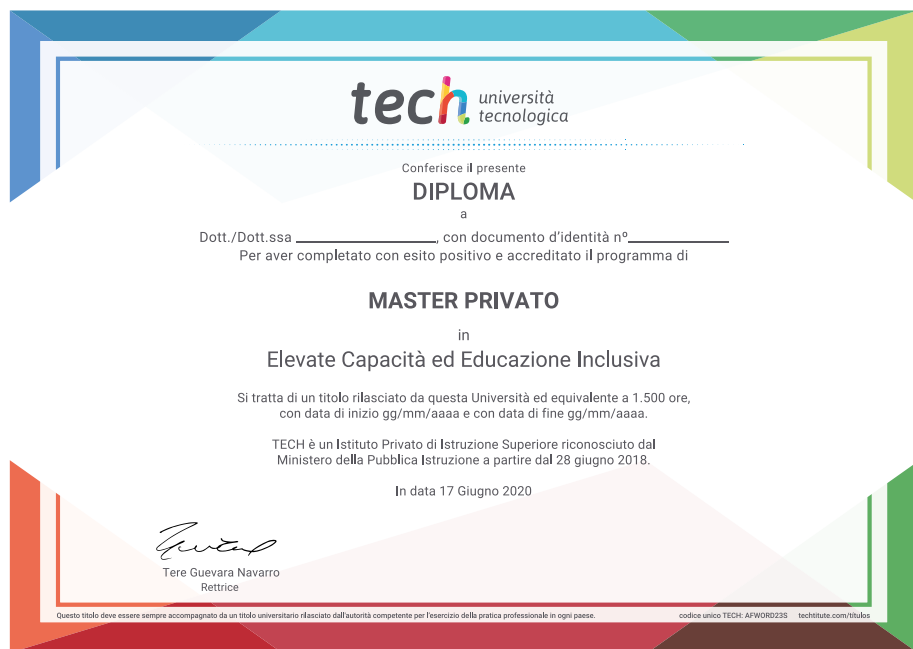 tech università
tecnologica
Conferisce il presente
DIPLOMA
a
Dott./Dott.ssa ________________, con documento d'identità nº____________
Per aver completato con esito positivo e accreditato il programma di
MASTER PRIVATO
in
Elevate Capacità ed Educazione Inclusiva
Si tratta di un titolo rilasciato da questa Università ed equivalente a 1.500 ore,
con data di inizio gg/mm/aaaa e con data di fine gg/mm/aaaa.
TECH è un Istituto Privato di Istruzione Superiore riconosciuto dal
Ministero della Pubblica Istruzione a partire dal 28 giugno 2018.
In data 17 Giugno 2020
Tere Guevara Navarro
Rettrice
Questo titolo deve essere sempre accompagnato da un titolo universitario rilasciato dall'autorità competente per l'esercizio della pratica professionale in ogni paese. codice unico TECH: AFWORD23S techtitute.com/titulos